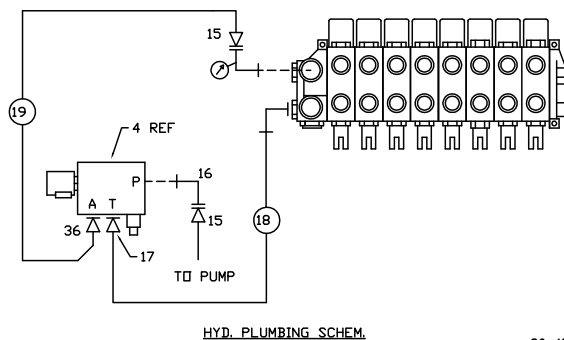 15
19
4 REF
P
16
A T
36
15
18
17
TO PUMP
HYD. PLUMBING SCHEM.